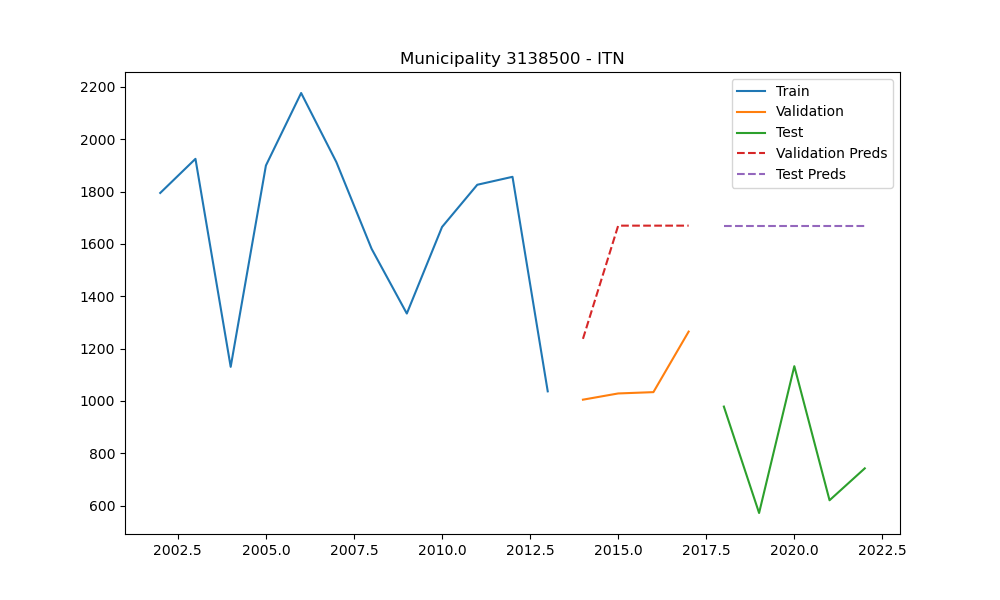 Municipality 3138500 - ITN
2200
2000
1800
1600
1400
1200
1000
800
600
Train
Validation
Test
Validation Preds
Test Preds
2002.5 2005.0 2007.5 2010.0 2012.5 2015.0 2017.5 2020.0 2022.5